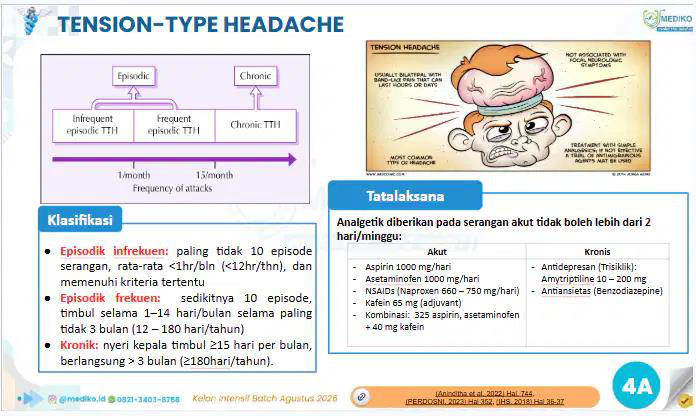 TENSION-TYPE HEADACHE
MEDIKO
Episodic
Chronic
Infrequent
episodic TTH
Frequent
episodic TTH
Chronic TTH
1/month
15/month
Frequency of attacks
TENSION HEADACHE
NOT ASSOCIATED WITH
FOCAL NEUROLOGIC
SYMPTOMS
USUALLY BILATERAL WITH
BAND-LIKE PAIN THAT CAN
LAST HOURS OR DAYS
MOST COMMON
TYPE OF HEADACHE
TREATMENT WITH SIMPLE
ANALGESICS; IF NOT EFFECTIVE
A TRIAL OF ANTIMIGRAINOUS
AGENTS MAY BE USED
Klasifikasi
● Episodik infrekuen: paling tidak 10 episode
serangan, rata-rata <1hr/bln (<12hr/thn), dan
memenuhi kriteria tertentu
● Episodik frekuen: sedikitnya 10 episode,
timbul selama 1–14 hari/bulan selama paling
tidak 3 bulan (12 – 180 hari/tahun)
● Kronik: nyeri kepala timbul ≥15 hari per bulan,
berlangsung > 3 bulan (≥180hari/tahun).
Tatalaksana
Analgetik diberikan pada serangan akut tidak boleh lebih dari 2
hari/minggu:
Akut
- Aspirin 1000 mg/hari
- Asetaminofen 1000 mg/hari
- NSAIDs (Naproxen 660 – 750 mg/hari)
- Kafein 65 mg (adjuvant)
- Kombinasi: 325 aspirin, asetaminofen
+ 40 mg kafein
Kronis
- Antidepresan (Trisiklik):
Amytriptiline 10 – 200 mg
- Antiansietas (Benzodiazepine)
@mediko.id 0821-3403-8768 Kelan Intensif Batch Agustus 2026
(Aninditha et al, 2022) Hal. 744,
(PERDOSNI, 2023) Hal 352, (IHS, 2018) Hal 36-37
4A